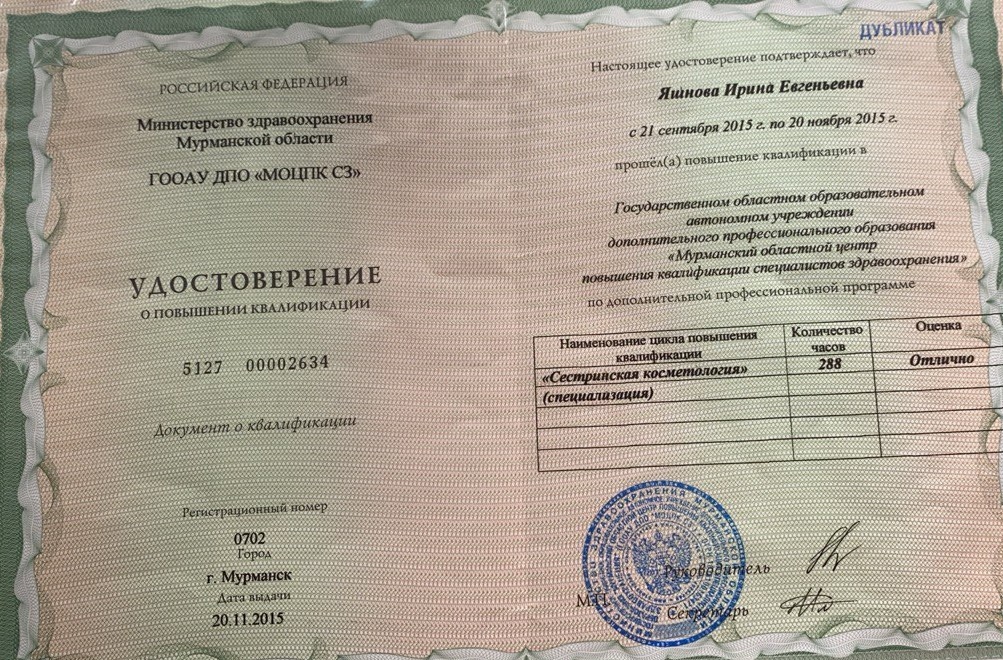 РОССИЙСКАЯ ФЕДЕРАЦИЯ
Министерство здравоохранения
Мурманской области
ГООАУ ДПО «МОЦПК СЗ»
УДОСТОВЕРЕНИЕ
О ПОВЫШЕНИИ КВАЛИФИКАЦИИ
5127 00002634
Документ о квалификации
Регистрационный номер
0702
Город
г. Мурманск
Дата выдачи
20.11.2015
ДУБЛИКАТ
Настоящее удостоверение подтверждает, что
Яшнова Ирина Евгеньевна
с 21 сентября 2015 г. по 20 ноября 2015 г.
прошёл(а) повышение квалификации в
Государственном областном образовательном
автономном учреждении
дополнительного профессионального образования
«Мурманский областной центр
повышения квалификации специалистов здравоохранения»
по дополнительной профессиональной программе
Наименование цикла повышения
квалификации
Количество
часов
Оценка
«Сестринская косметология»
288
Отлично
(специализация)
Руководитель
М.П.
Секретарь